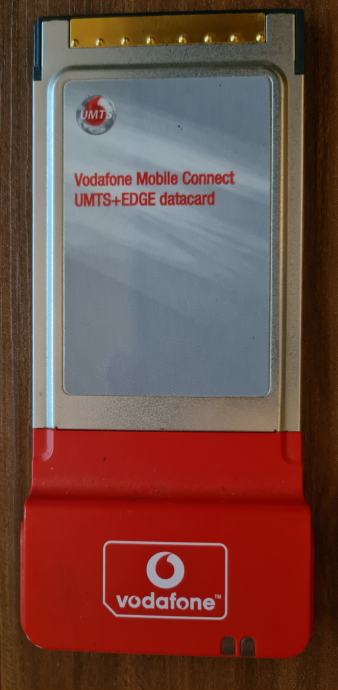 UMTS
Vodafone Mobile Connect
UMTS+EDGE datacard
vodafone™